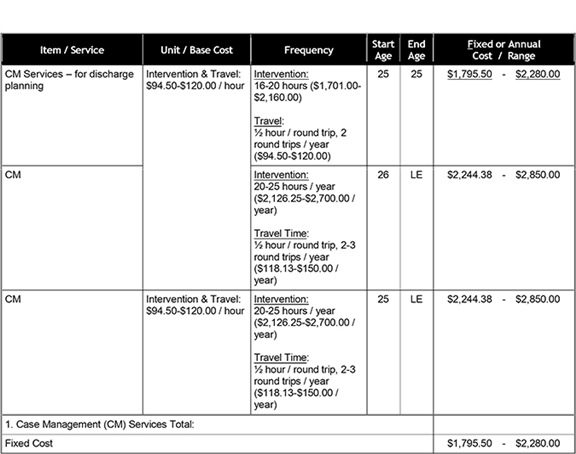 Item / Service Unit / Base Cost Frequency Start Age End Age Fixed or Annual Cost / Range
CM Services – for discharge planning
Intervention & Travel:
$94.50-$120.00 / hour
Intervention:
16-20 hours ($1,701.00-
$2,160.00)
Travel:
½ hour / round trip, 2
round trips / year
($94.50-$120.00)
25
25
$1,795.50 - $2,280.00
CM
Intervention:
20-25 hours / year
($2,126.25-$2,700.00 /
year)
Travel Time:
½ hour / round trip, 2-3
round trips / year
($118.13-$150.00 /
year)
26
LE
$2,244.38 - $2,850.00
CM
Intervention & Travel:
$94.50-$120.00 / hour
Intervention:
20-25 hours / year
($2,126.25-$2,700.00 /
year)
Travel Time:
½ hour / round trip, 2-3
round trips / year
($118.13-$150.00 /
year)
25
LE
$2,244.38 - $2,850.00
1. Case Management (CM) Services Total:
Fixed Cost $1,795.50 - $2,280.00